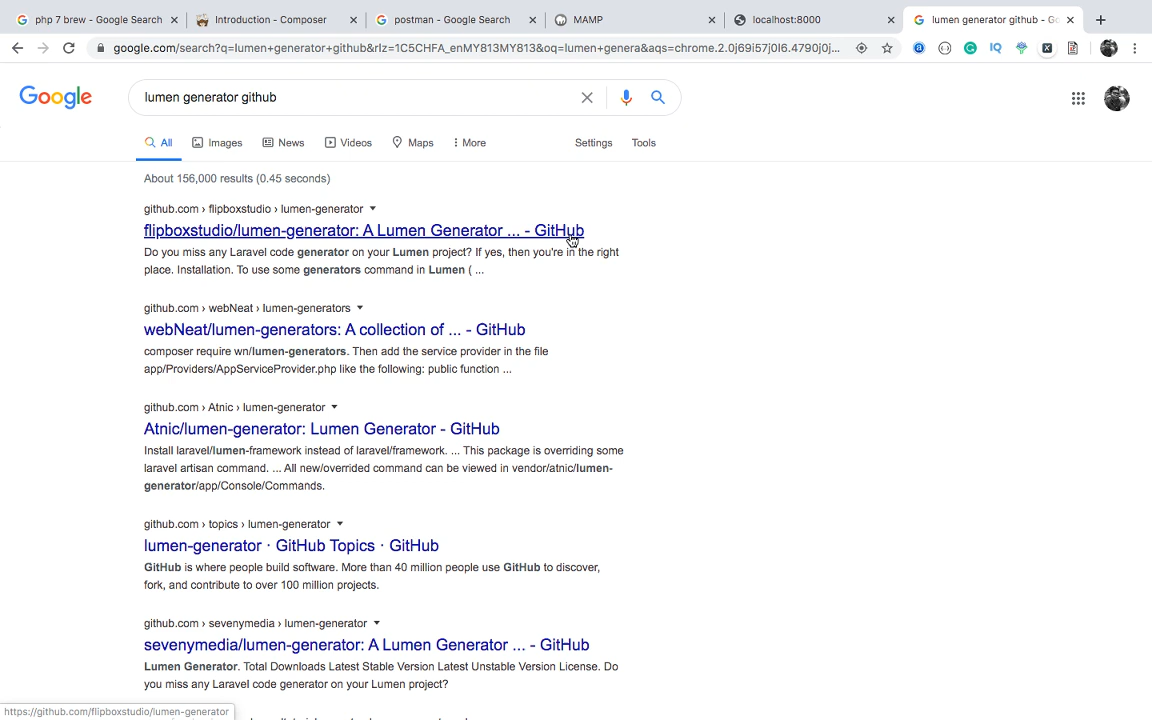 php 7 brew - Google Search
Introduction - Composer
postman - Google Search
MAMP
localhost:8000
lumen generator github - Go
google.com/search?q=lumen+generator+github&rlz=1C5CHFA_enMY813MY813&oq=lumen+genera&aqs=chrome.2.0j69i57j0l6.4790j0j...
IQ
Google
lumen generator github
All
Images
News
Videos
Maps
More
Settings
Tools
About 156,000 results (0.45 seconds)
github.com › flipboxstudio › lumen-generator
flipboxstudio/lumen-generator: A Lumen Generator ... - GitHub
Do you miss any Laravel code generator on your Lumen project? If yes, then you're in the right
place. Installation. To use some generators command in Lumen ( ...
github.com › webNeat › lumen-generators
webNeat/lumen-generators: A collection of ... - GitHub
composer require wn/lumen-generators. Then add the service provider in the file
app/Providers/AppServiceProvider.php like the following: public function ...
github.com › Atnic › lumen-generator
Atnic/lumen-generator: Lumen Generator - GitHub
Install laravel/lumen-framework instead of laravel/framework. ... This package is overriding some
laravel artisan command. ... All new/overrided command can be viewed in vendor/atnic/lumen-
generator/app/Console/Commands.
github.com › topics › lumen-generator
lumen-generator · GitHub Topics · GitHub
GitHub is where people build software. More than 40 million people use GitHub to discover,
fork, and contribute to over 100 million projects.
github.com › sevenymedia › lumen-generator
sevenymedia/lumen-generator: A Lumen Generator ... - GitHub
Lumen Generator. Total Downloads Latest Stable Version Latest Unstable Version License. Do
you miss any Laravel code generator on your Lumen project?
https://github.com/flipboxstudio/lumen-generator